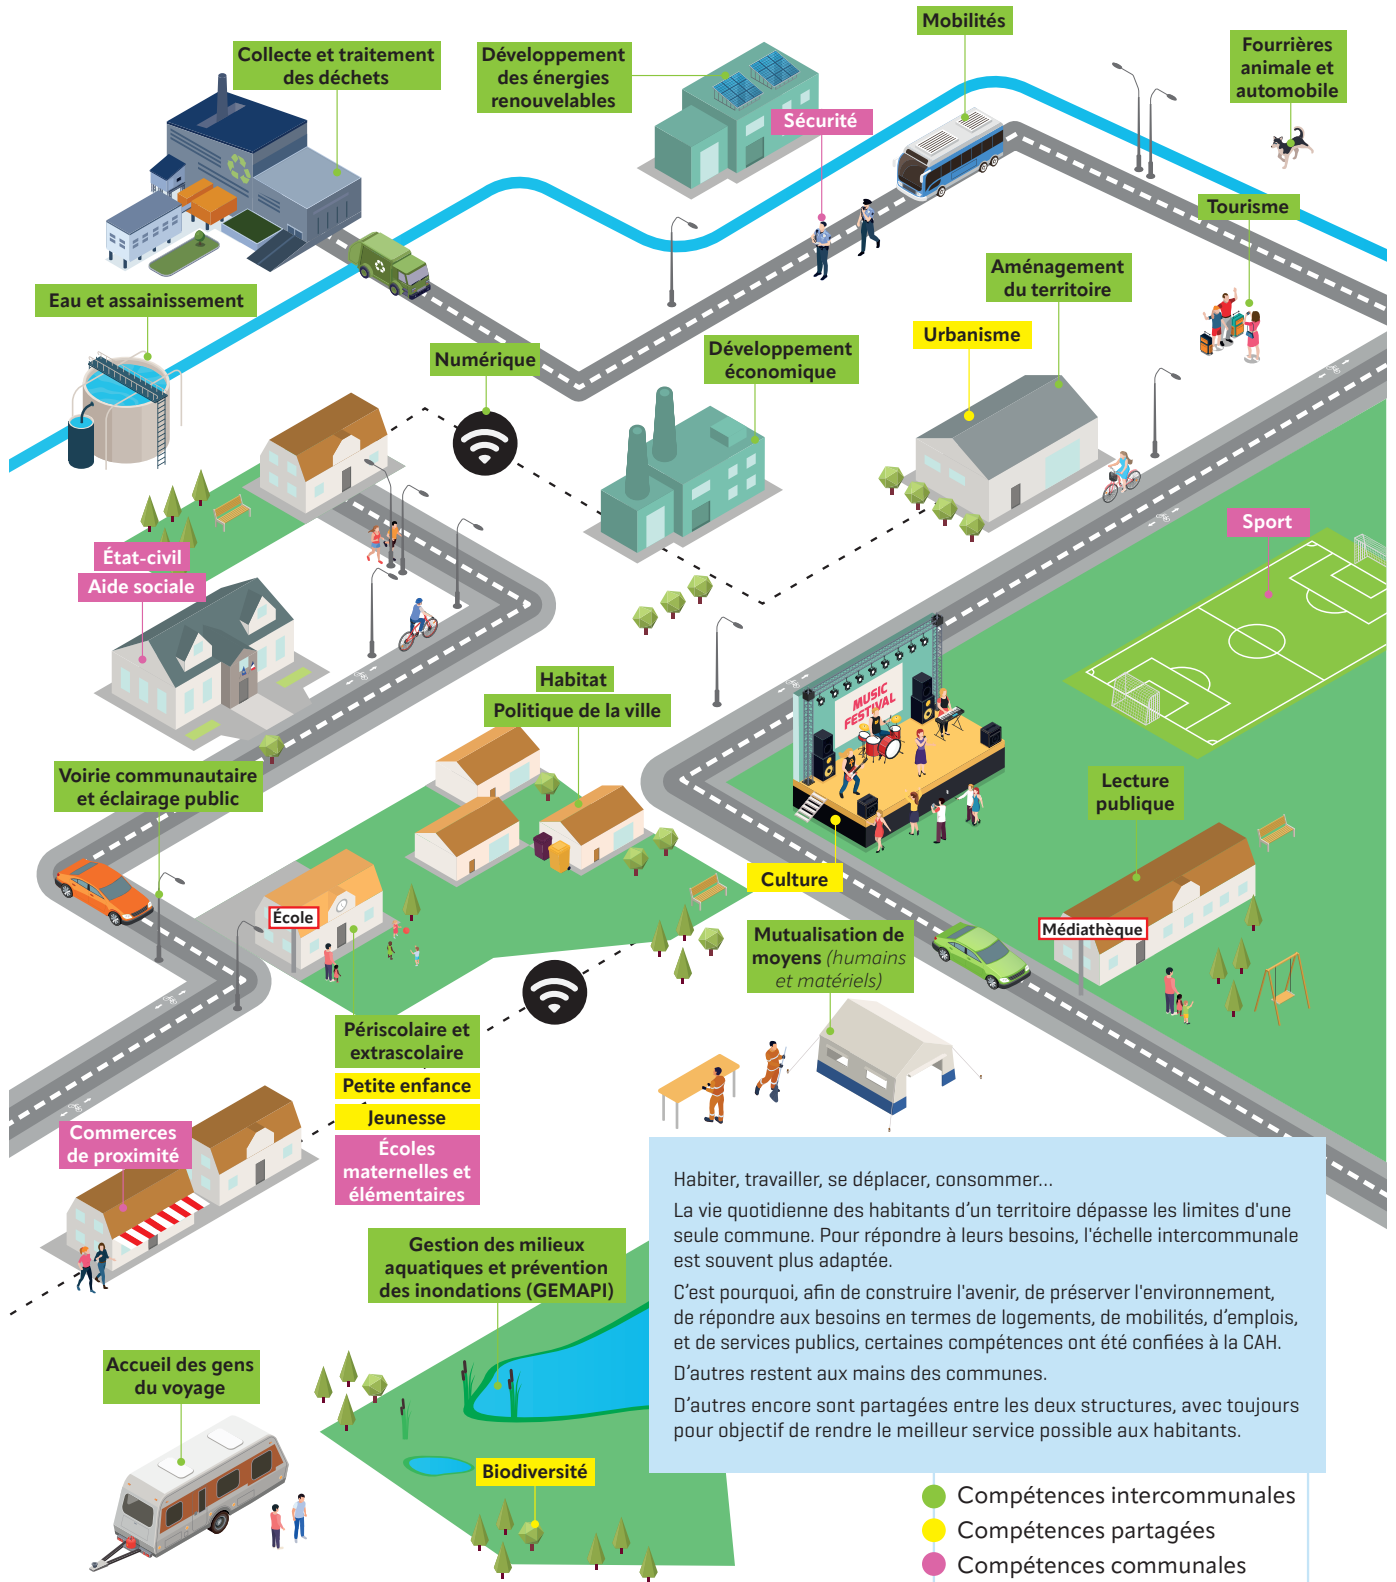 Mobilités
Collecte et traitement
des déchets
Développement
des énergies
renouvelables
Fourrières
animale et
automobile
Sécurité
Tourisme
Aménagement
du territoire
Eau et assainissement
Urbanisme
Numérique
Développement
économique
Sport
État-civil
Aide sociale
Habitat
Politique de la ville
MUSIC
FESTIVAL
Voirie communautaire
et éclairage public
Lecture
publique
Culture
École
Médiathèque
Mutualisation de
moyens (humains
et matériels)
Périscolaire et
extrascolaire
Petite enfance
Jeunesse
Écoles
maternelles et
élémentaires
Commerces
de proximité
Habiter, travailler, se déplacer, consommer...
La vie quotidienne des habitants d'un territoire dépasse les limites d'une
seule commune. Pour répondre à leurs besoins, l'échelle intercommunale
est souvent plus adaptée.
C'est pourquoi, afin de construire l'avenir, de préserver l'environnement,
de répondre aux besoins en termes de logements, de mobilités, d'emplois,
et de services publics, certaines compétences ont été confiées à la CAH.
D'autres restent aux mains des communes.
D'autres encore sont partagées entre les deux structures, avec toujours
pour objectif de rendre le meilleur service possible aux habitants.
Gestion des milieux
aquatiques et prévention
des inondations (GEMAPI)
Accueil des gens
du voyage
Biodiversité
Compétences intercommunales
Compétences partagées
Compétences communales